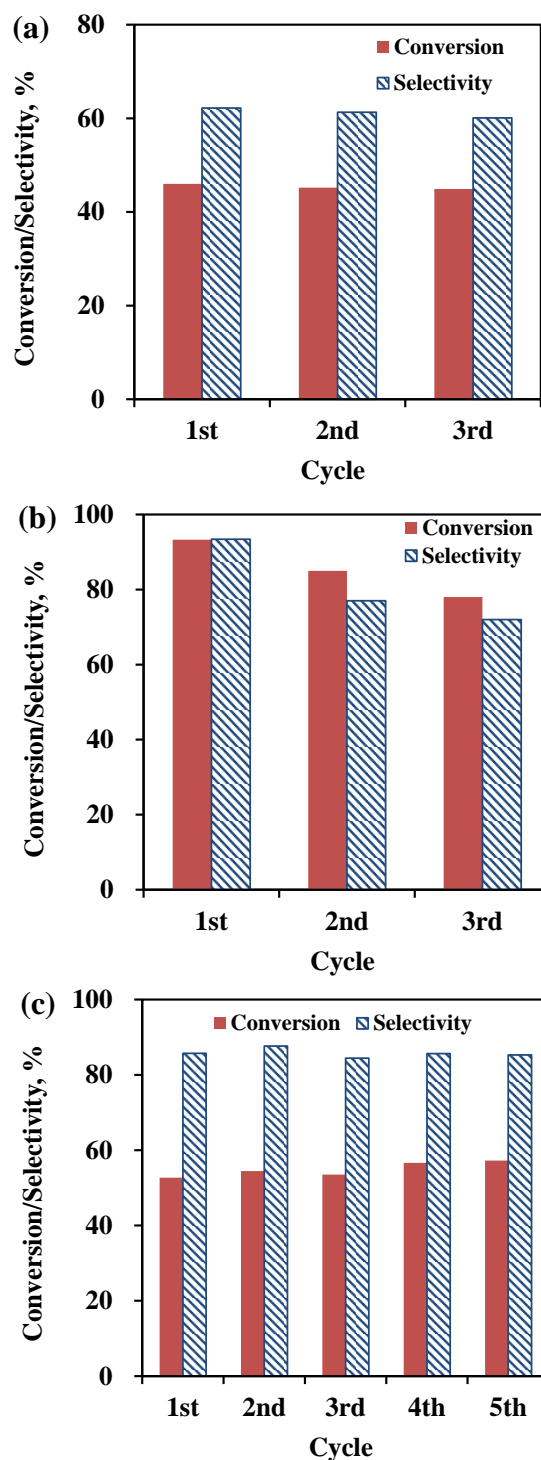 (a)
Conversion/Selectivity, %
80
60
40
20
0
Conversion
Selectivity
1st 2nd 3rd
Cycle
(b)
Conversion/Selectivity, %
100
80
60
40
20
0
Conversion
Selectivity
1st 2nd 3rd
Cycle
(c)
Conversion/Selectivity, %
100
80
60
40
20
0
Conversion Selectivity
1st 2nd 3rd 4th 5th
Cycle